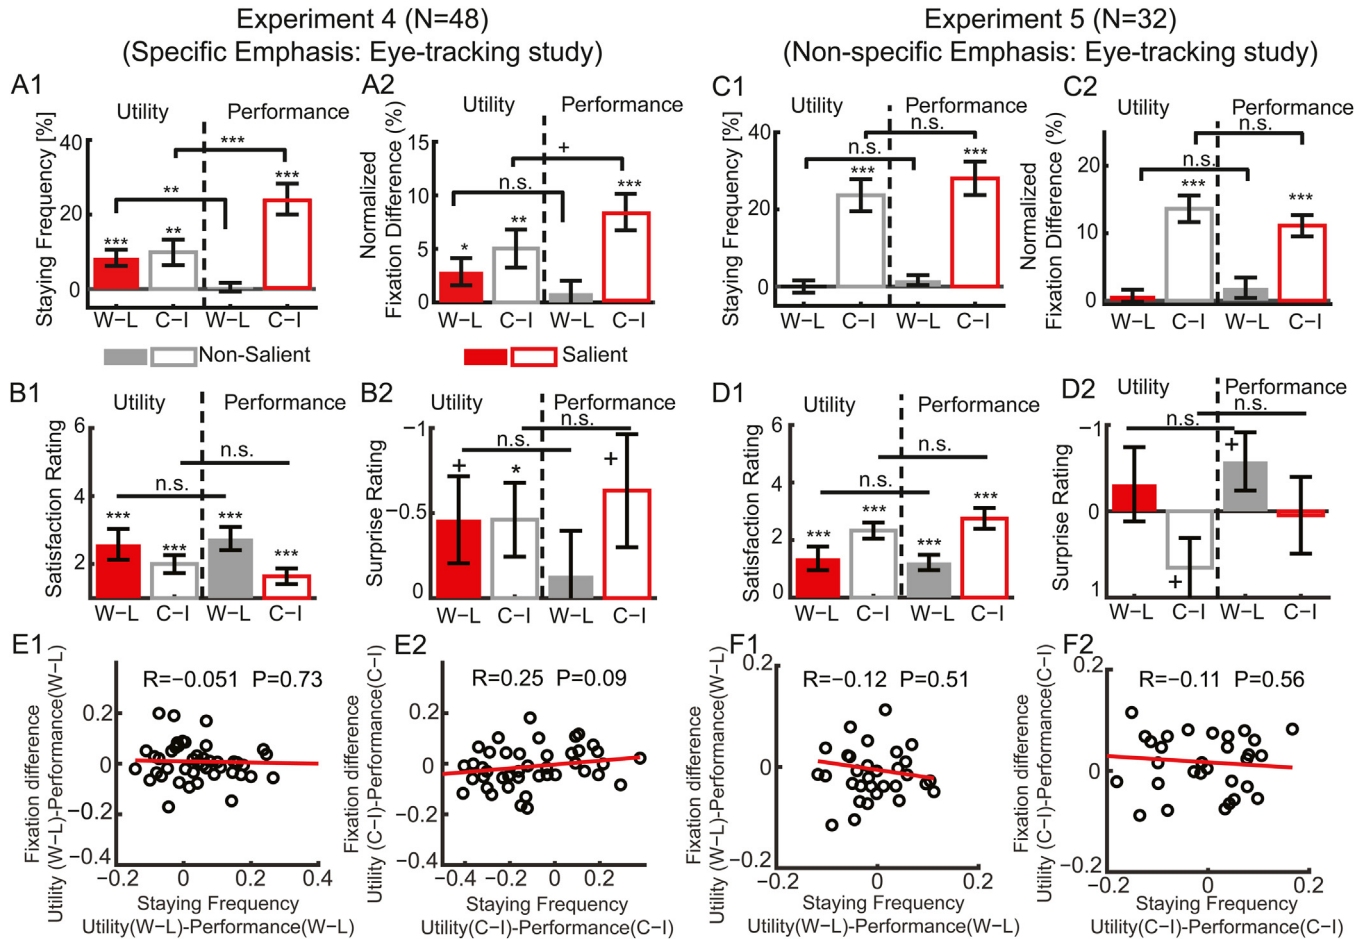 Experiment 4 (N=48)
(Specific Emphasis: Eye-tracking study)
Experiment 5 (N=32)
(Non-specific Emphasis: Eye-tracking study)
A1
Utility
Performance
Staying Frequency [%]
40
20
0
***
**
***
**
***
W−L
C−I
W−L
C−I
A2
Utility
Performance
Normalized
Fixation Difference (%)
15
10
5
0
+
n.s.
*
**
***
W−L
C−I
W−L
C−I
C1
Utility
Performance
Staying Frequency [%]
40
20
0
n.s.
n.s.
***
***
W−L
C−I
W−L
C−I
C2
Utility
Performance
Normalized
Fixation Difference (%)
20
10
0
n.s.
n.s.
***
***
W−L
C−I
W−L
C−I
Non-Salient
Salient
B1
Utility
Performance
Satisfaction Rating
6
4
2
n.s.
n.s.
***
***
***
***
W−L
C−I
W−L
C−I
B2
Utility
Performance
Surprise Rating
−1
−0.5
0
n.s.
n.s.
+
*
+
W−L
C−I
W−L
C−I
D1
Utility
Performance
Satisfaction Rating
6
4
2
0
n.s.
n.s.
***
***
***
***
W−L
C−I
W−L
C−I
D2
Utility
Performance
Surprise Rating
−1
0
1
n.s.
n.s.
+
+
W−L
C−I
W−L
C−I
E1
Fixation difference
Utility (W−L)-Performance(W−L)
R=−0.051 P=0.73
0.2
0
−0.2
−0.4
−0.2
0
0.2
0.4
Staying Frequency
Utility(W−L)-Performance(W−L)
E2
Fixation difference
Utility (C−I)-Performance(C−I)
R=0.25 P=0.09
0.2
0
−0.2
−0.4
−0.4
−0.2
0
0.2
Staying Frequency
Utility(C−I)-Performance(C−I)
F1
Fixation difference
Utility (W−L)-Performance(W−L)
R=−0.12 P=0.51
0.2
0
−0.2
−0.2
0
0.2
Staying Frequency
Utility(W−L)-Performance(W−L)
F2
Fixation difference
Utility (C−I)-Performance(C−I)
R=−0.11 P=0.56
0.2
0
−0.2
−0.2
0
0.2
Staying Frequency
Utility(C−I)-Performance(C−I)